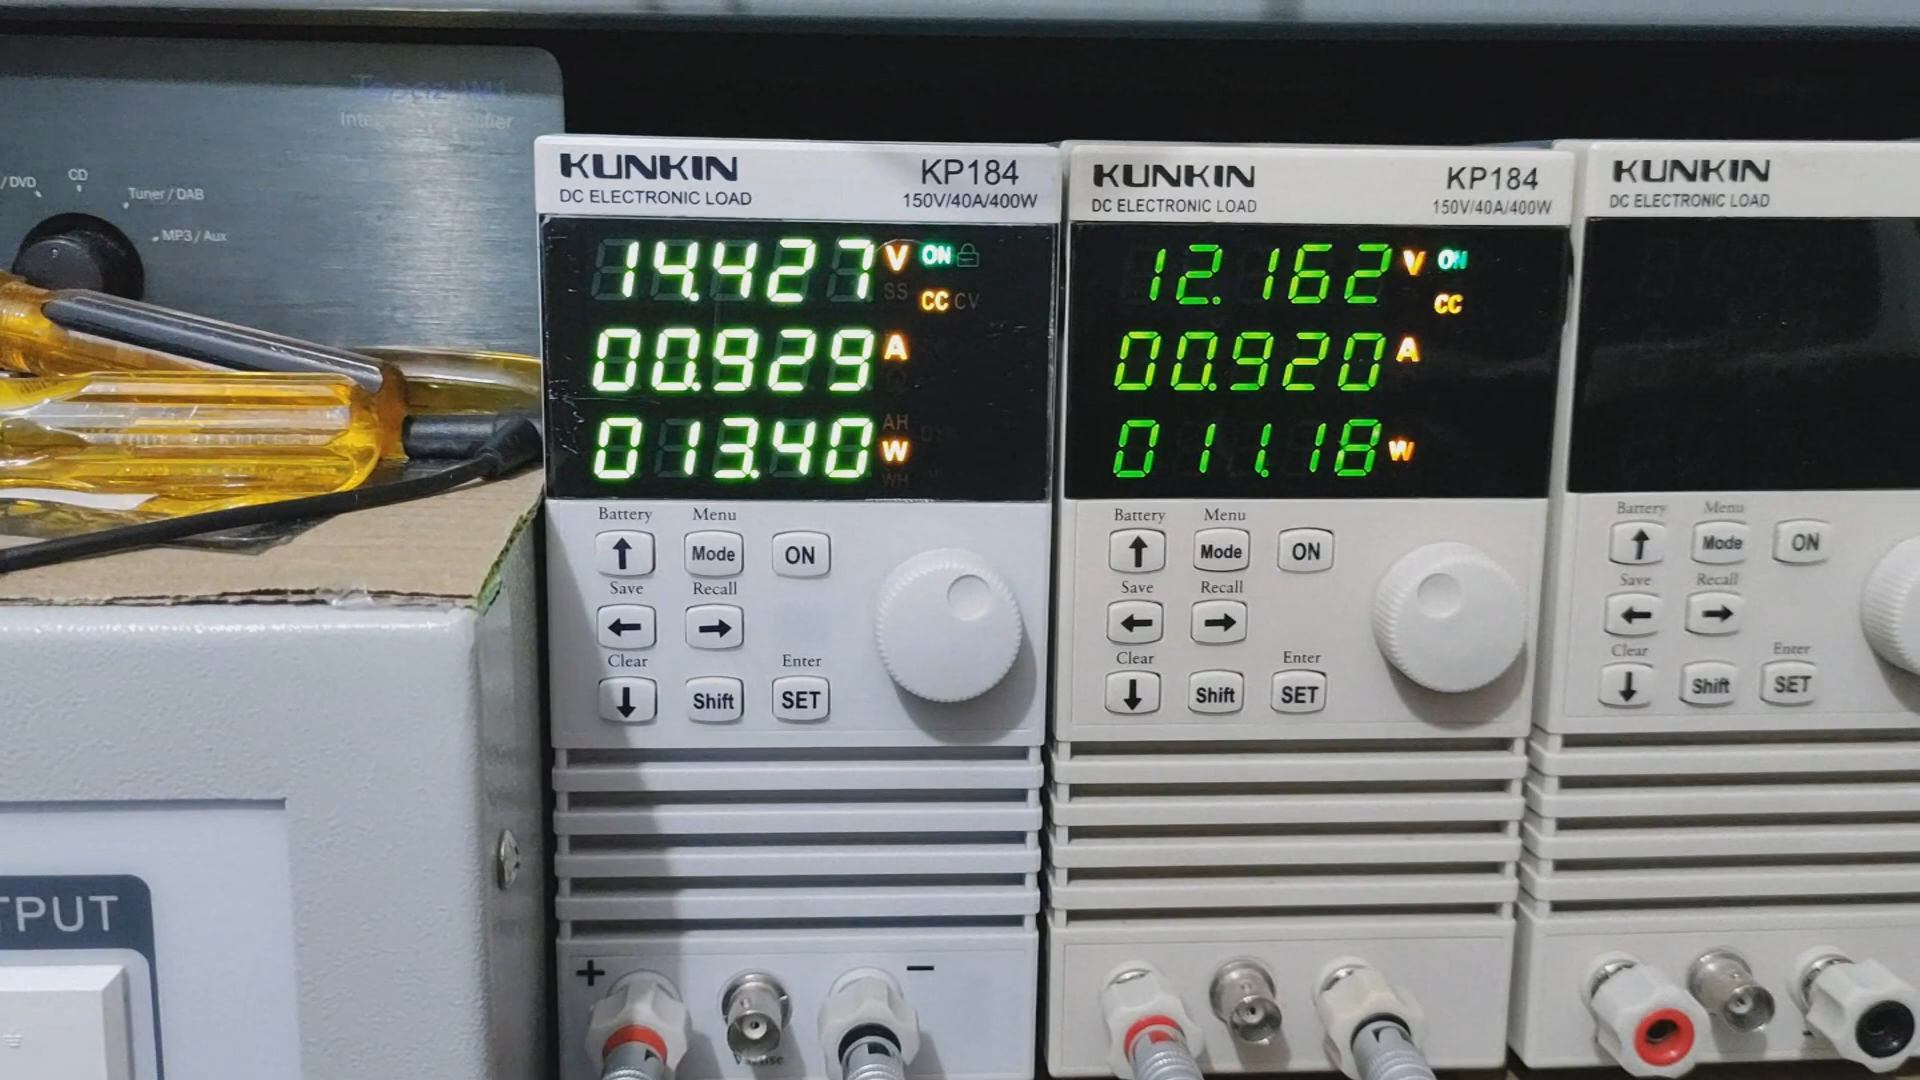 Integrated Amplifier
/DVD
CD
Tuner / DAB
MP3 / Aux
TPUT
KUNKIN
KP184
DC ELECTRONIC LOAD
150V/40A/400W
14.427 V ON
SS CC CV
00.929 A
AH
013.40 W
WH
Battery Menu
Mode ON
Save Recall
Clear Enter
Shift SET
+ −
KUNKIN
KP184
DC ELECTRONIC LOAD
150V/40A/400W
12.162 V ON
CC
00.920 A
011.18 W
Battery Menu
Mode ON
Save Recall
Clear Enter
Shift SET
KUNKIN
DC ELECTRONIC LOAD
Battery Menu
Mode ON
Save Recall
Clear Enter
Shift SET